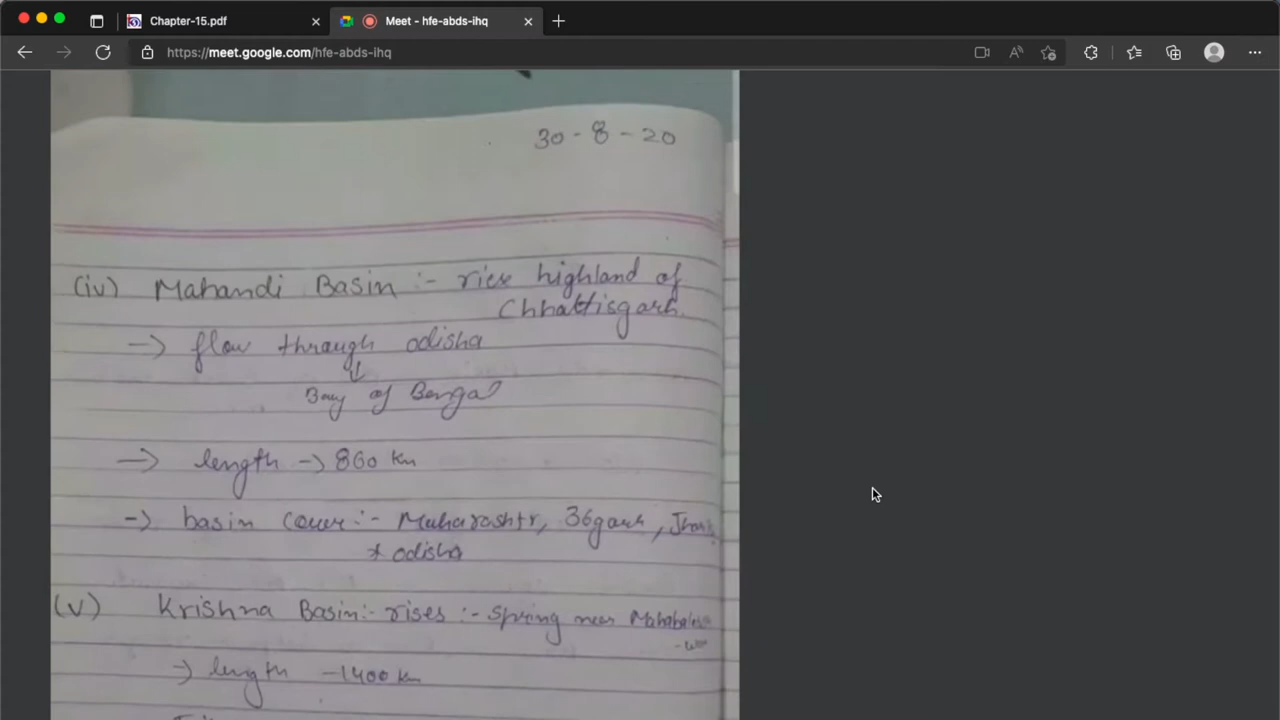 Chapter-15.pdf
Meet - hfe-abds-ihq
https://meet.google.com/hfe-abds-ihq
30-8-20
(iv) Mahandi Basin :- rise highland of
Chhattisgarh.
→ flow through odisha
↓
Bay of Bengal
→ length → 860 km
→ basin cover :- Maharashtr, 36garh, Jhar
* odisha
(v) Krishna Basin:- rises :- Spring near Mahabales
→ length -1400 km